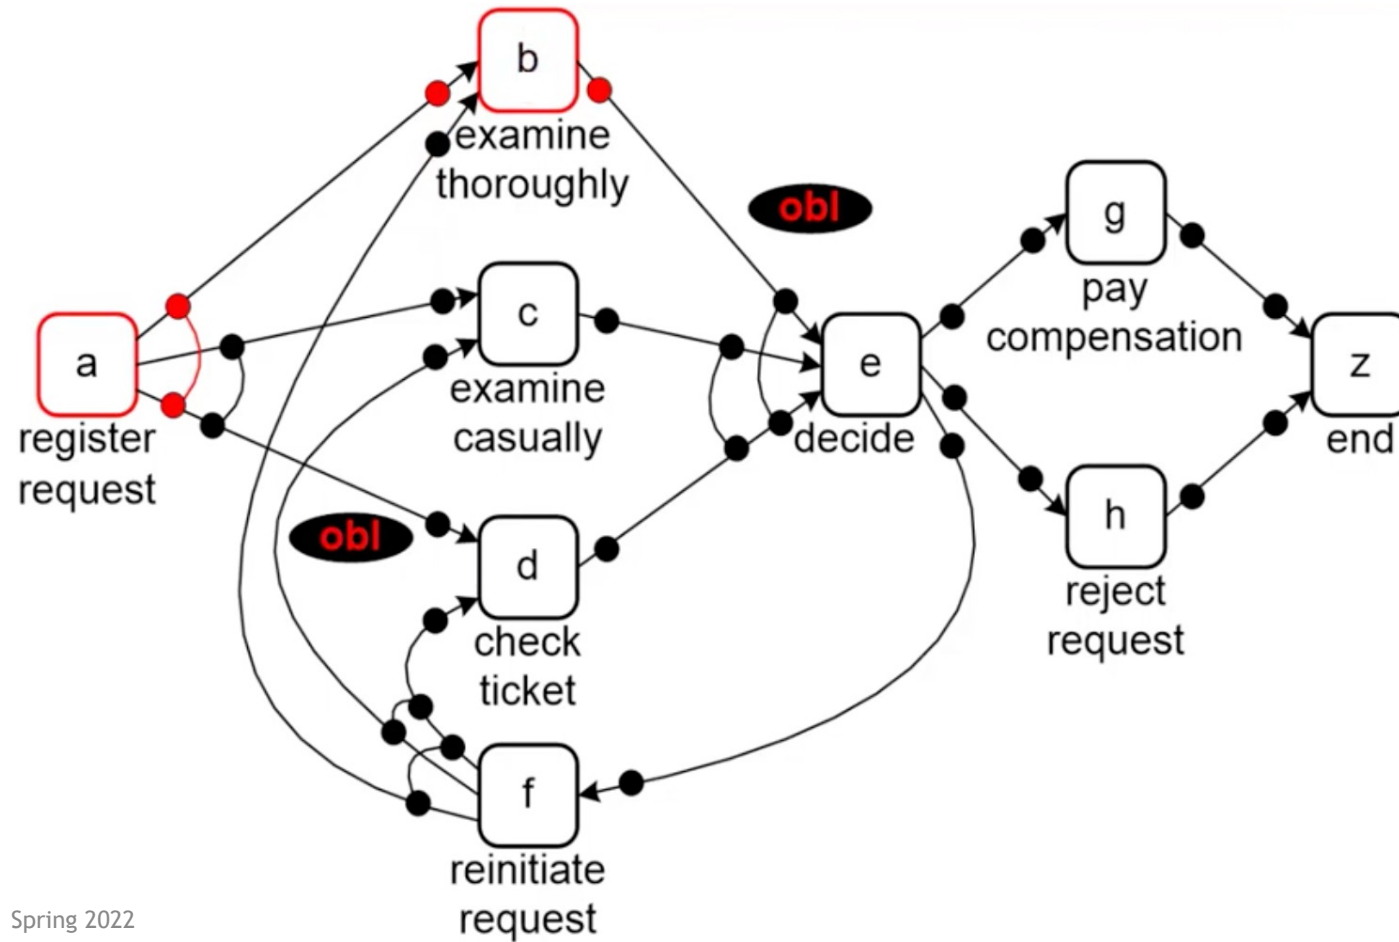 b
examine
thoroughly
obl
g
pay
compensation
c
examine
casually
a
register
request
e
decide
z
end
obl
d
check
ticket
h
reject
request
f
reinitiate
request
Spring 2022